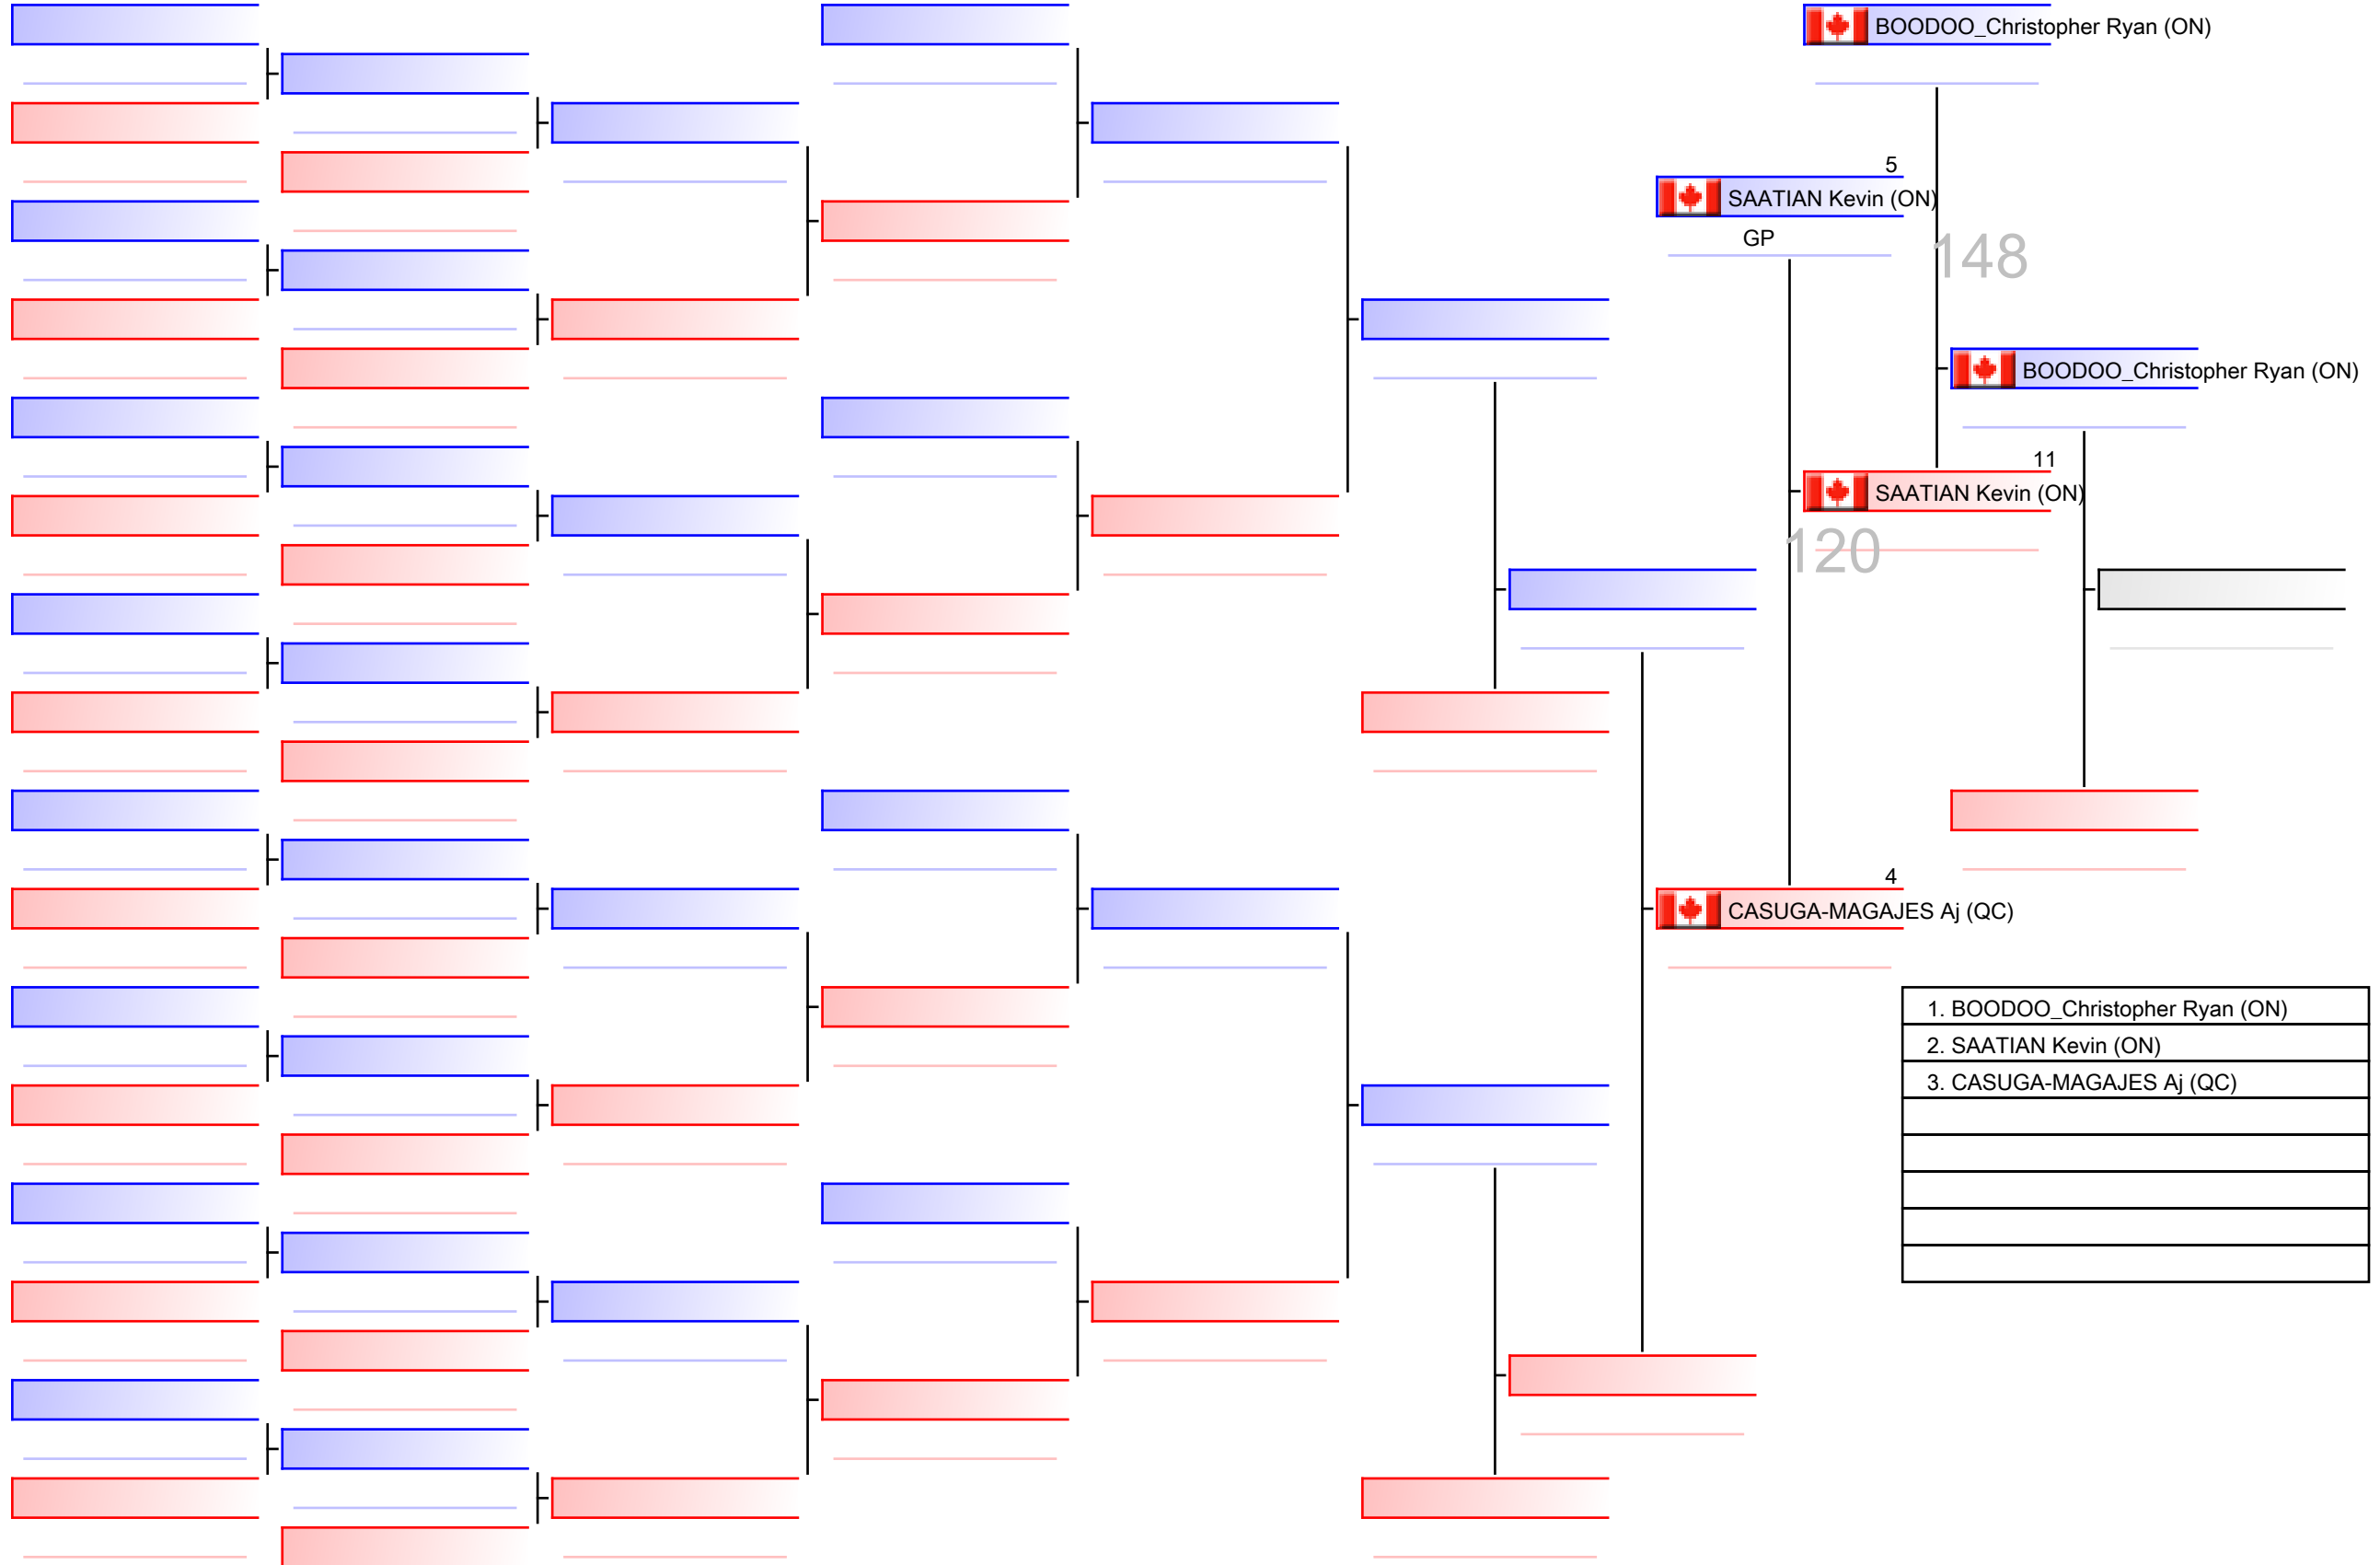 BOODOO_Christopher Ryan (ON)
5
SAATIAN Kevin (ON)
GP
148
BOODOO_Christopher Ryan (ON)
11
SAATIAN Kevin (ON)
120
4
CASUGA-MAGAJES Aj (QC)
1. BOODOO_Christopher Ryan (ON)
2. SAATIAN Kevin (ON)
3. CASUGA-MAGAJES Aj (QC)